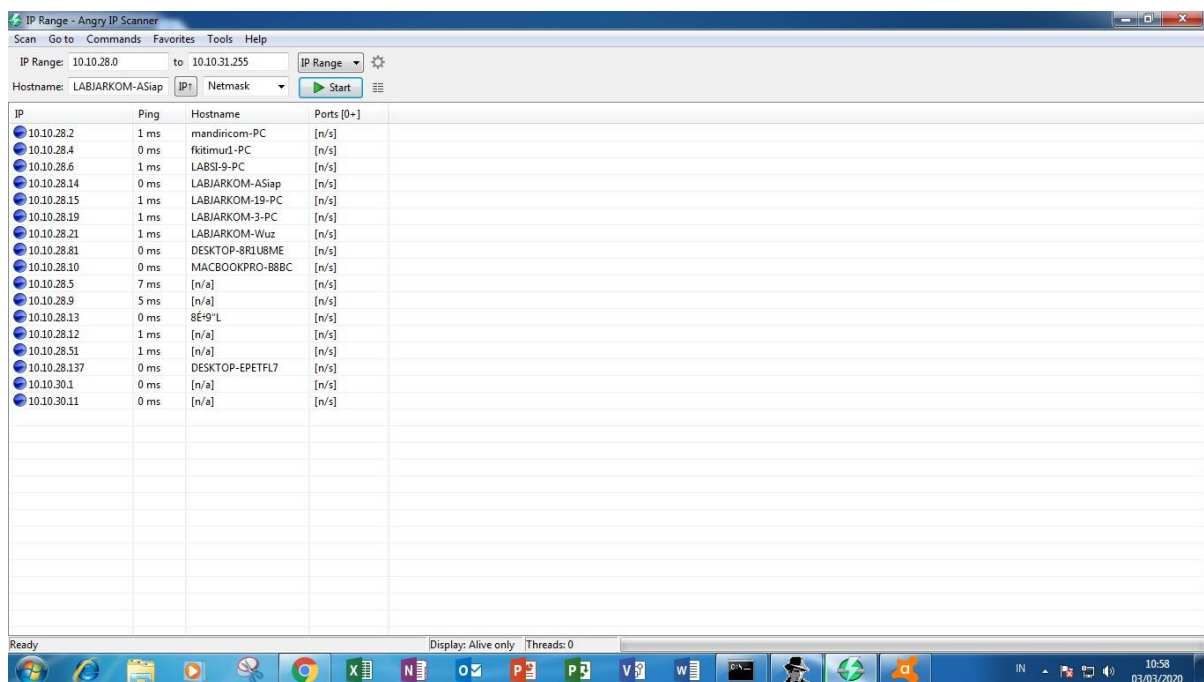 IP Range - Angry IP Scanner
Scan Go to Commands Favorites Tools Help
IP Range: 10.10.28.0 to 10.10.31.255 IP Range
Hostname: LABJARKOM-ASiap IP↑ Netmask Start
IP Ping Hostname Ports [0+]
10.10.28.2 1 ms mandiricom-PC [n/s]
10.10.28.4 0 ms fkitimur1-PC [n/s]
10.10.28.6 1 ms LABSI-9-PC [n/s]
10.10.28.14 0 ms LABJARKOM-ASiap [n/s]
10.10.28.15 1 ms LABJARKOM-19-PC [n/s]
10.10.28.19 1 ms LABJARKOM-3-PC [n/s]
10.10.28.21 1 ms LABJARKOM-Wuz [n/s]
10.10.28.81 0 ms DESKTOP-8R1U8ME [n/s]
10.10.28.10 0 ms MACBOOKPRO-B8BC [n/s]
10.10.28.5 7 ms [n/a] [n/s]
10.10.28.9 5 ms [n/a] [n/s]
10.10.28.13 0 ms [n/s]
10.10.28.12 1 ms [n/a] [n/s]
10.10.28.51 1 ms [n/a] [n/s]
10.10.28.137 0 ms DESKTOP-EPETFL7 [n/s]
10.10.30.1 0 ms [n/a] [n/s]
10.10.30.11 0 ms [n/a] [n/s]
Ready Display: Alive only Threads: 0
IN 10:58
03/03/2020